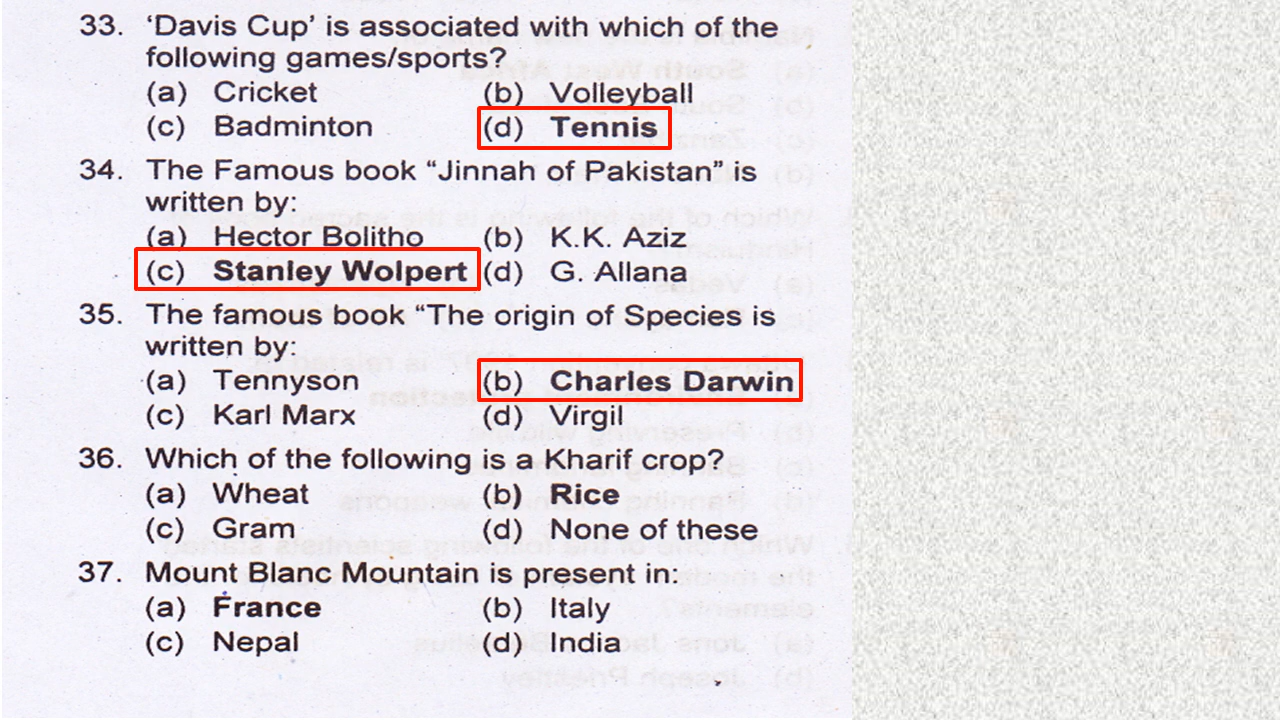 33. ‘Davis Cup’ is associated with which of the
following games/sports?
(a) Cricket (b) Volleyball
(c) Badminton (d) Tennis
34. The Famous book “Jinnah of Pakistan” is
written by:
(a) Hector Bolitho (b) K.K. Aziz
(c) Stanley Wolpert (d) G. Allana
35. The famous book “The origin of Species is
written by:
(a) Tennyson (b) Charles Darwin
(c) Karl Marx (d) Virgil
36. Which of the following is a Kharif crop?
(a) Wheat (b) Rice
(c) Gram (d) None of these
37. Mount Blanc Mountain is present in:
(a) France (b) Italy
(c) Nepal (d) India